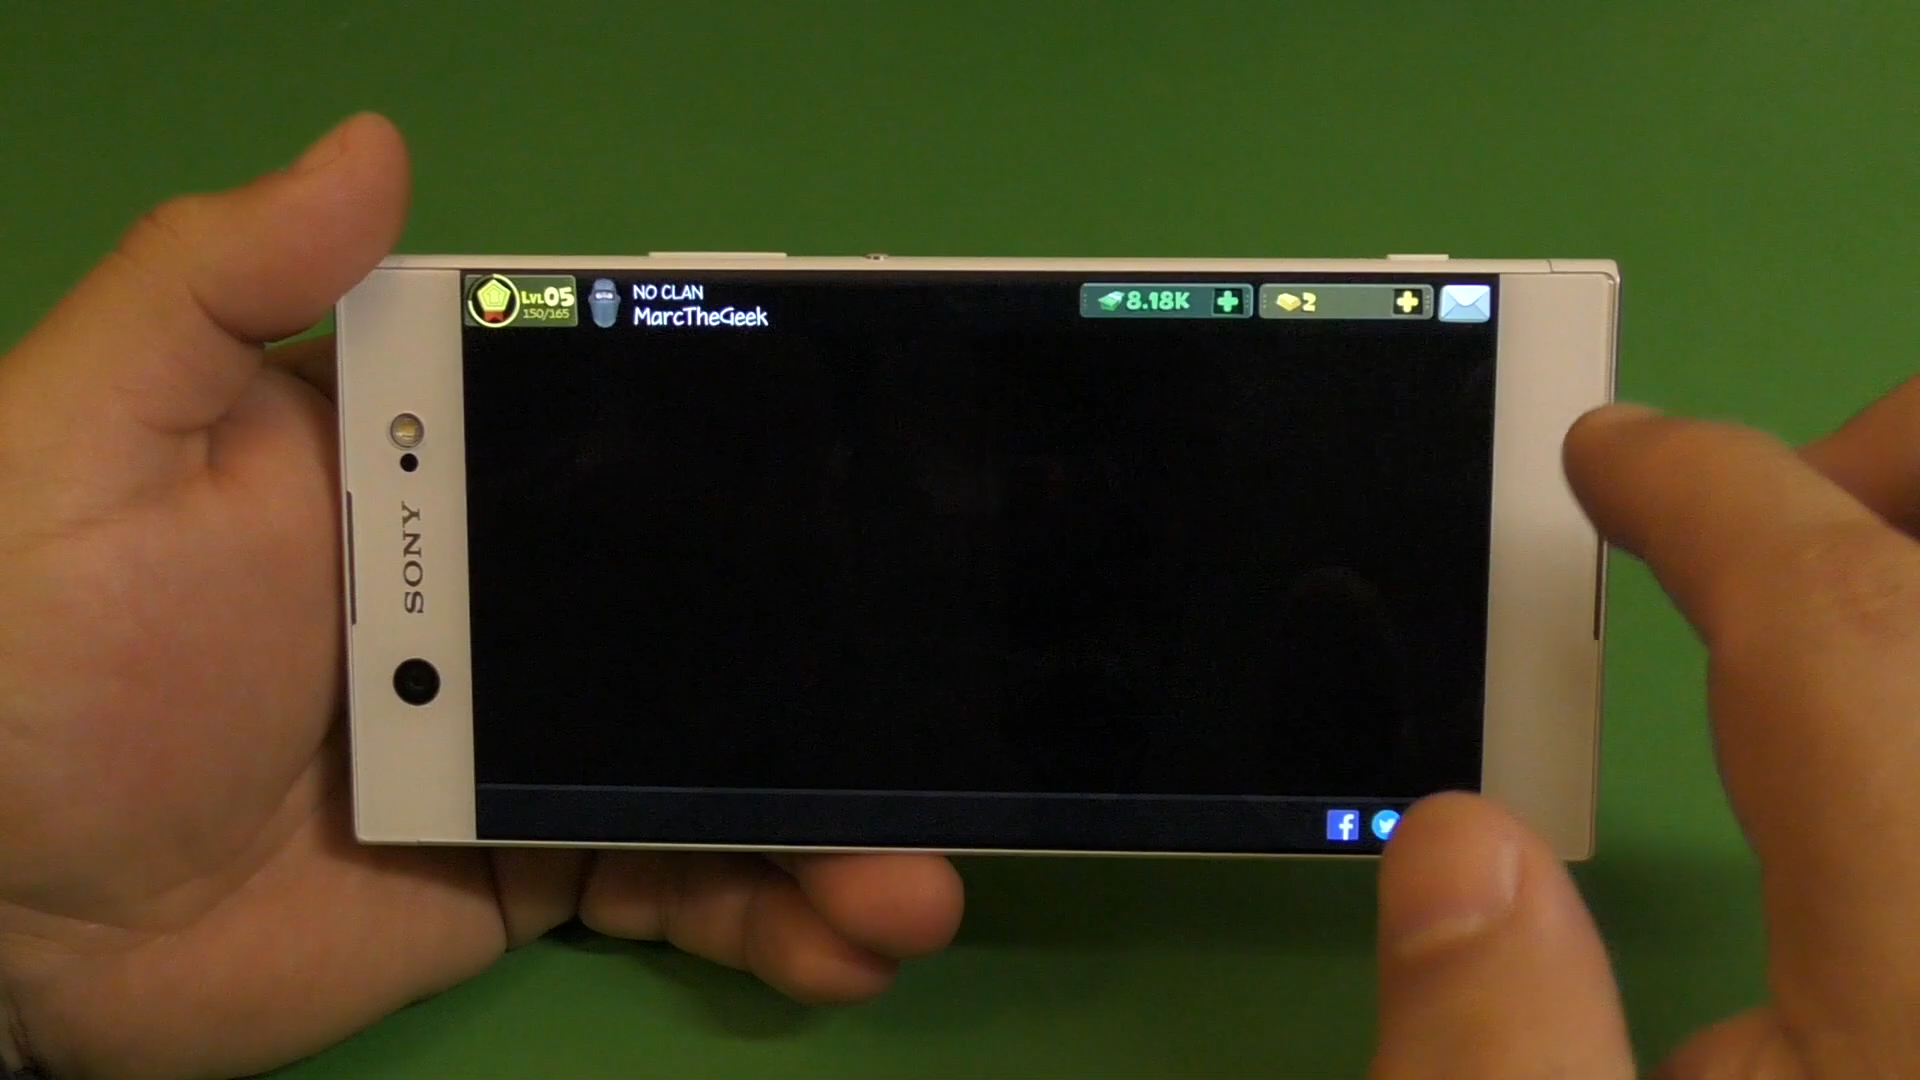 LVL05
150/165
NO CLAN
MarcTheGeek
8.18K
2
SONY
f